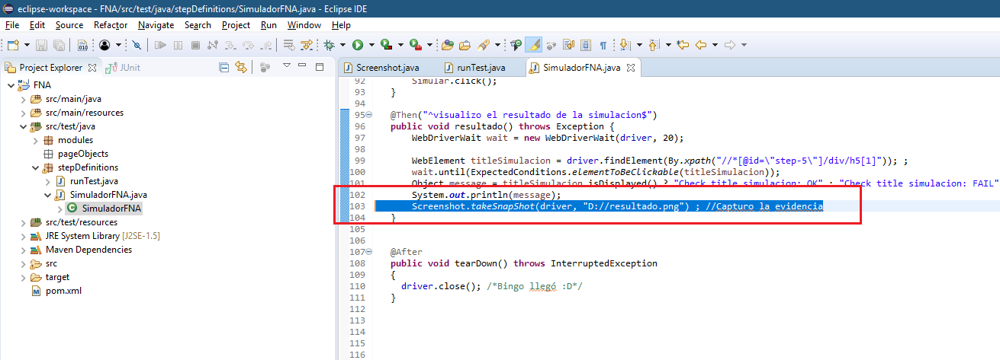 eclipse-workspace - FNA/src/test/java/stepDefinitions/SimuladorFNA.java - Eclipse IDE
File Edit Source Refactor Navigate Search Project Run Window Help
Project Explorer JUnit
FNA
src/main/java
src/main/resources
src/test/java
modules
pageObjects
stepDefinitions
runTest.java
SimuladorFNA.java
SimuladorFNA
src/test/resources
JRE System Library [J2SE-1.5]
Maven Dependencies
src
target
pom.xml
Screenshot.java runTest.java SimuladorFNA.java
92 Simular.click();
93 }
94
95 @Then("^visualizo el resultado de la simulacion$")
96 public void resultado() throws Exception {
97 WebDriverWait wait = new WebDriverWait(driver, 20);
98
99 WebElement titleSimulacion = driver.findElement(By.xpath("//*[@id=\"step-5\"]/div/h5[1]")); ;
100 wait.until(ExpectedConditions.elementToBeClickable(titleSimulacion));
101 Object message = titleSimulacion.isDisplayed() ? "Check title simulacion: OK" : "Check title simulacion: FAIL"
102 System.out.println(message);
103 Screenshot.takeSnapShot(driver, "D://resultado.png") ; //Capturo la evidencia
104 }
105
106
107 @After
108 public void tearDown() throws InterruptedException
109 {
110 driver.close(); /*Bingo llegó :D*/
111 }
112
113
114
115
116